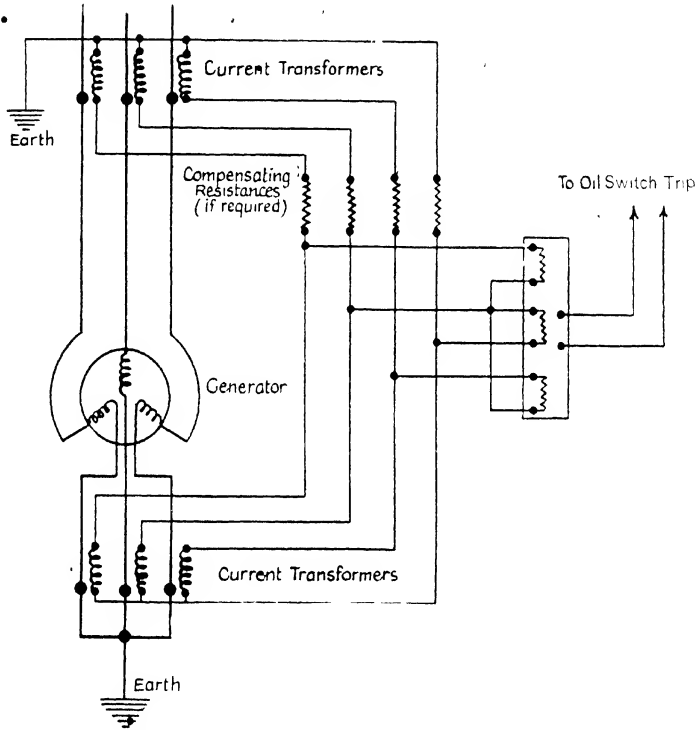 Current Transformers
Earth
Compensating
Resistances
(if required)
To Oil Switch Trip
Generator
Current Transformers
Earth